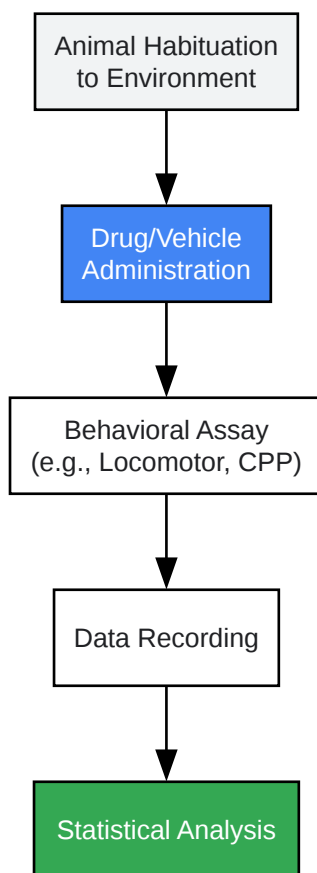 Animal Habituation
to Environment
Drug/Vehicle
Administration
Behavioral Assay
(e.g., Locomotor, CPP)
Data Recording
Statistical Analysis